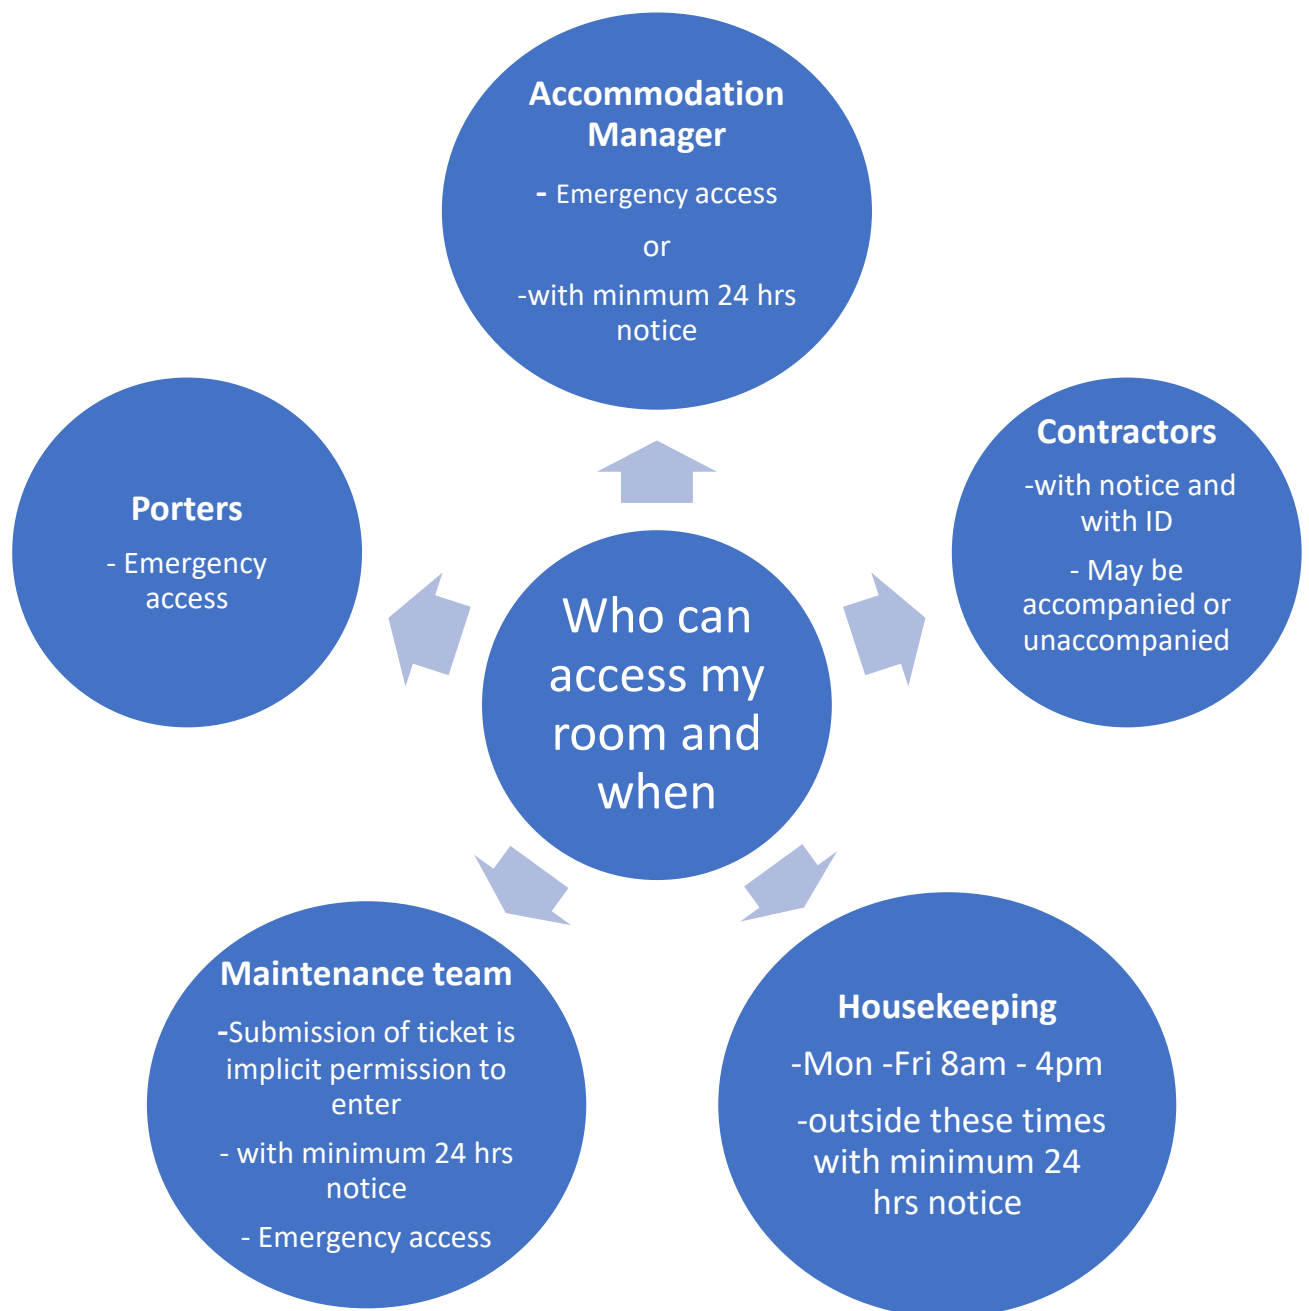 Accommodation
Manager
- Emergency access
or
-with minmum 24 hrs
notice
Contractors
-with notice and
with ID
- May be
accompanied or
unaccompanied
Porters
- Emergency
access
Who can
access my
room and
when
Maintenance team
-Submission of ticket is
implicit permission to
enter
- with minimum 24 hrs
notice
- Emergency access
Housekeeping
-Mon -Fri 8am - 4pm
-outside these times
with minimum 24
hrs notice